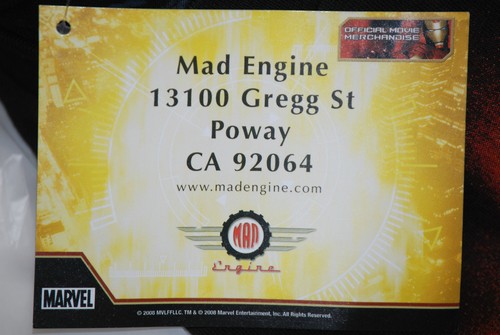 OFFICIAL MOVIE
MERCHANDISE
Mad Engine
13100 Gregg St
Poway
CA 92064
www.madengine.com
MAD
Engine
MARVEL
© 2008 MVLFFLLC. TM & © 2008 Marvel Entertainment, Inc. All Rights Reserved.